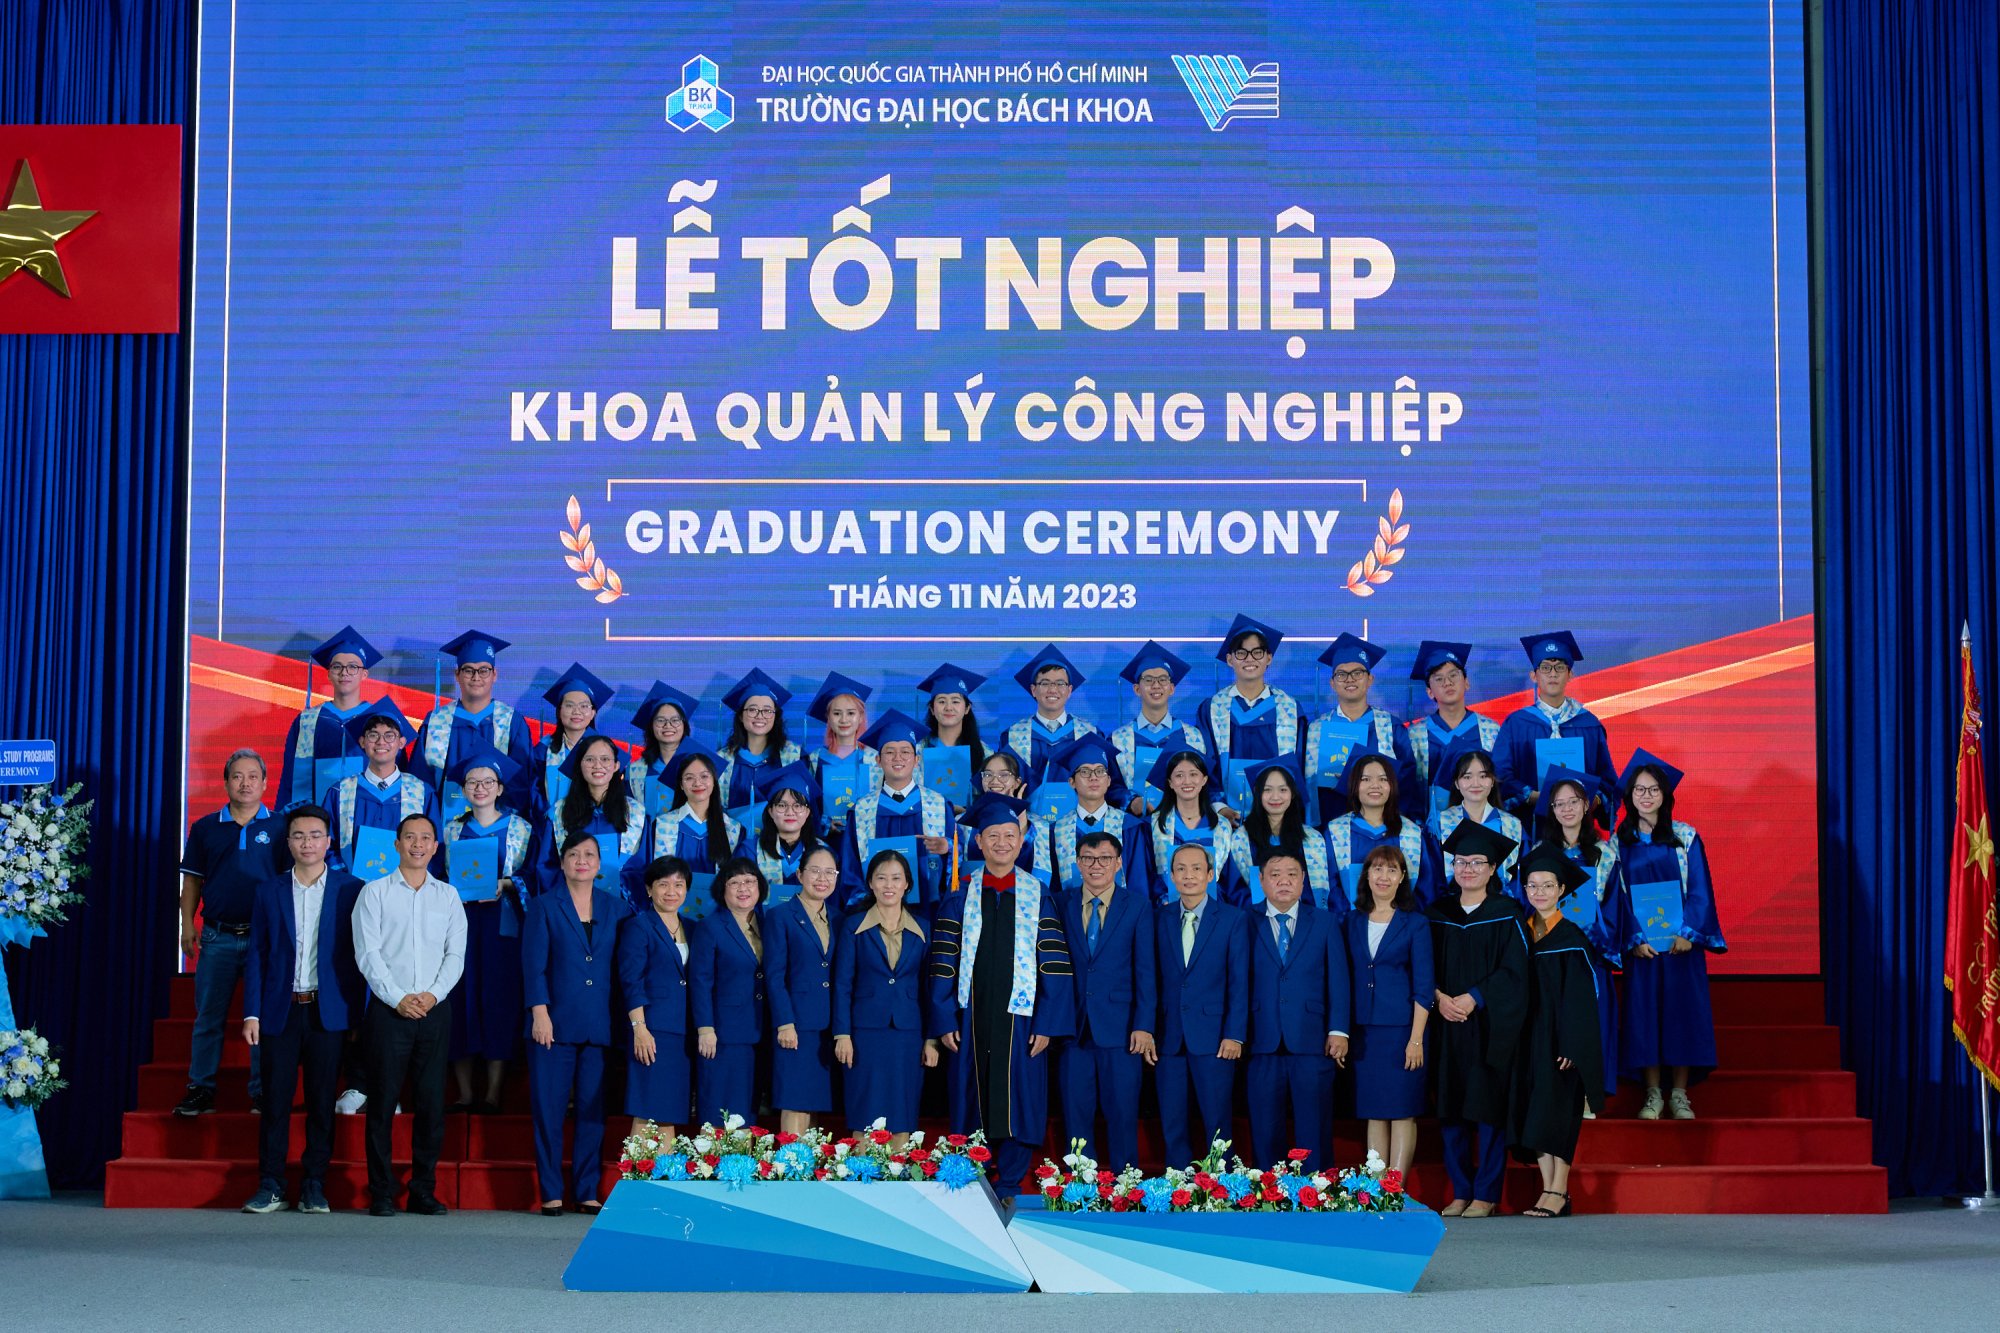 BK
TP.HCM
ĐẠI HỌC QUỐC GIA THÀNH PHỐ HỒ CHÍ MINH
TRƯỜNG ĐẠI HỌC BÁCH KHOA
LỄ TỐT NGHIỆP
KHOA QUẢN LÝ CÔNG NGHIỆP
GRADUATION CEREMONY
THÁNG 11 NĂM 2023
STUDY PROGRAMS